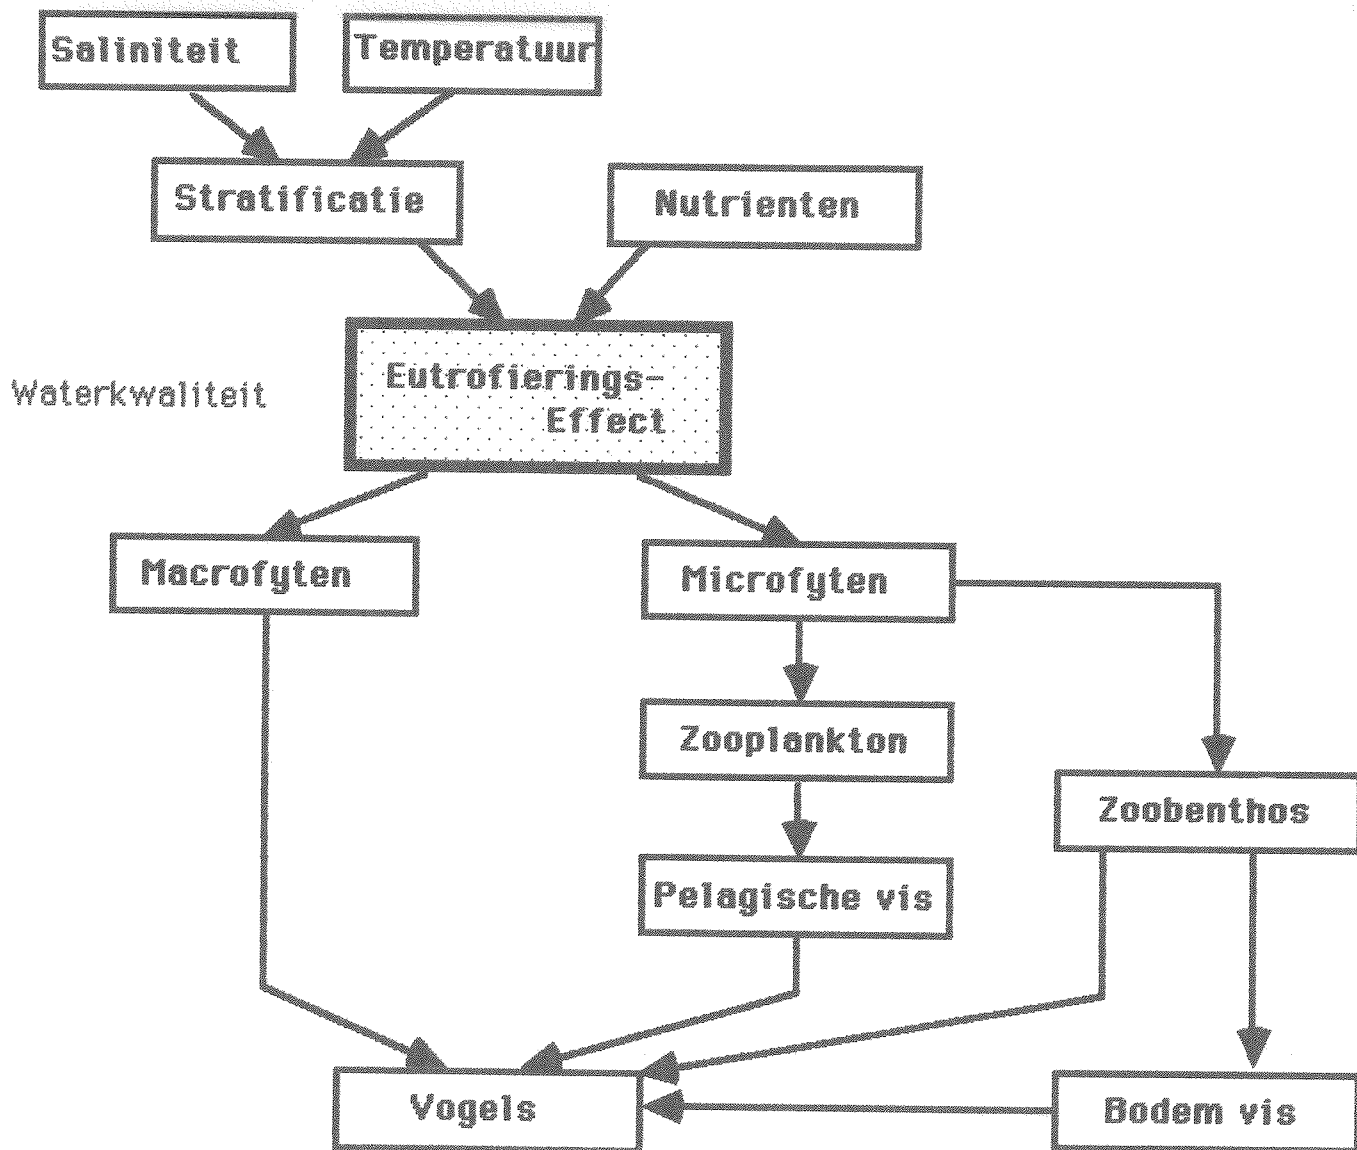 Saliniteit
Temperatuur
Stratificatie
Nutrienten
Waterkwaliteit
Eutrofierings-
Effect
Macrofyten
Microfyten
Zooplankton
Zoobenthos
Pelagische vis
Vogels
Bodem vis